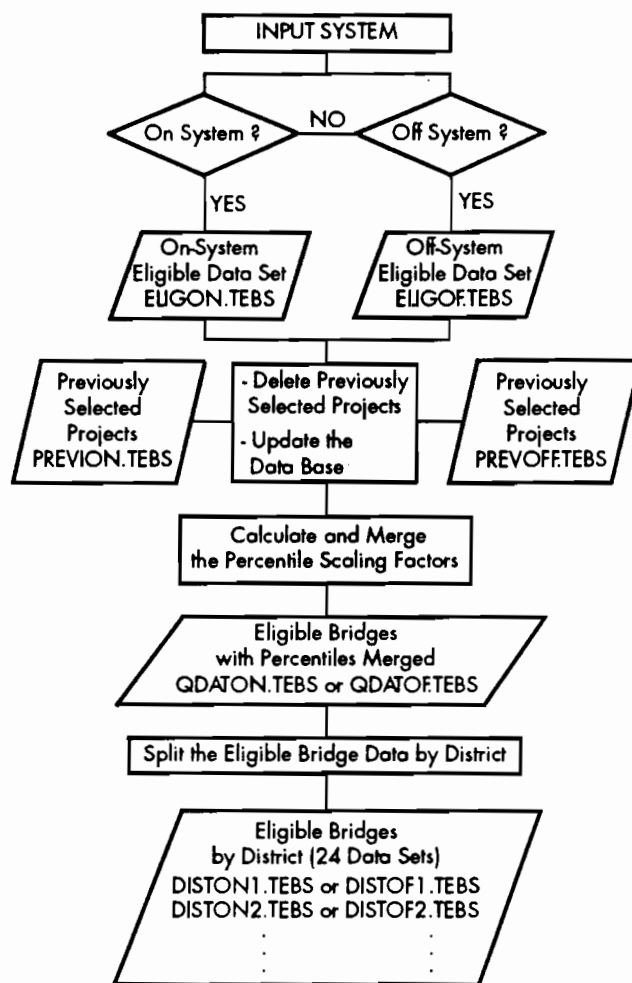 INPUT SYSTEM
On System ?
NO
Off System ?
YES
YES
On-System
Eligible Data Set
ELIGON.TEBS
Off-System
Eligible Data Set
ELIGOF.TEBS
Previously
Selected
Projects
PREVION.TEBS
- Delete Previously
Selected Projects
- Update the
Data Base
Previously
Selected
Projects
PREVOFF.TEBS
Calculate and Merge
the Percentile Scaling Factors
Eligible Bridges
with Percentiles Merged
QDATON.TEBS or QDATOF.TEBS
Split the Eligible Bridge Data by District
Eligible Bridges
by District (24 Data Sets)
DISTON1.TEBS or DISTOF1.TEBS
DISTON2.TEBS or DISTOF2.TEBS